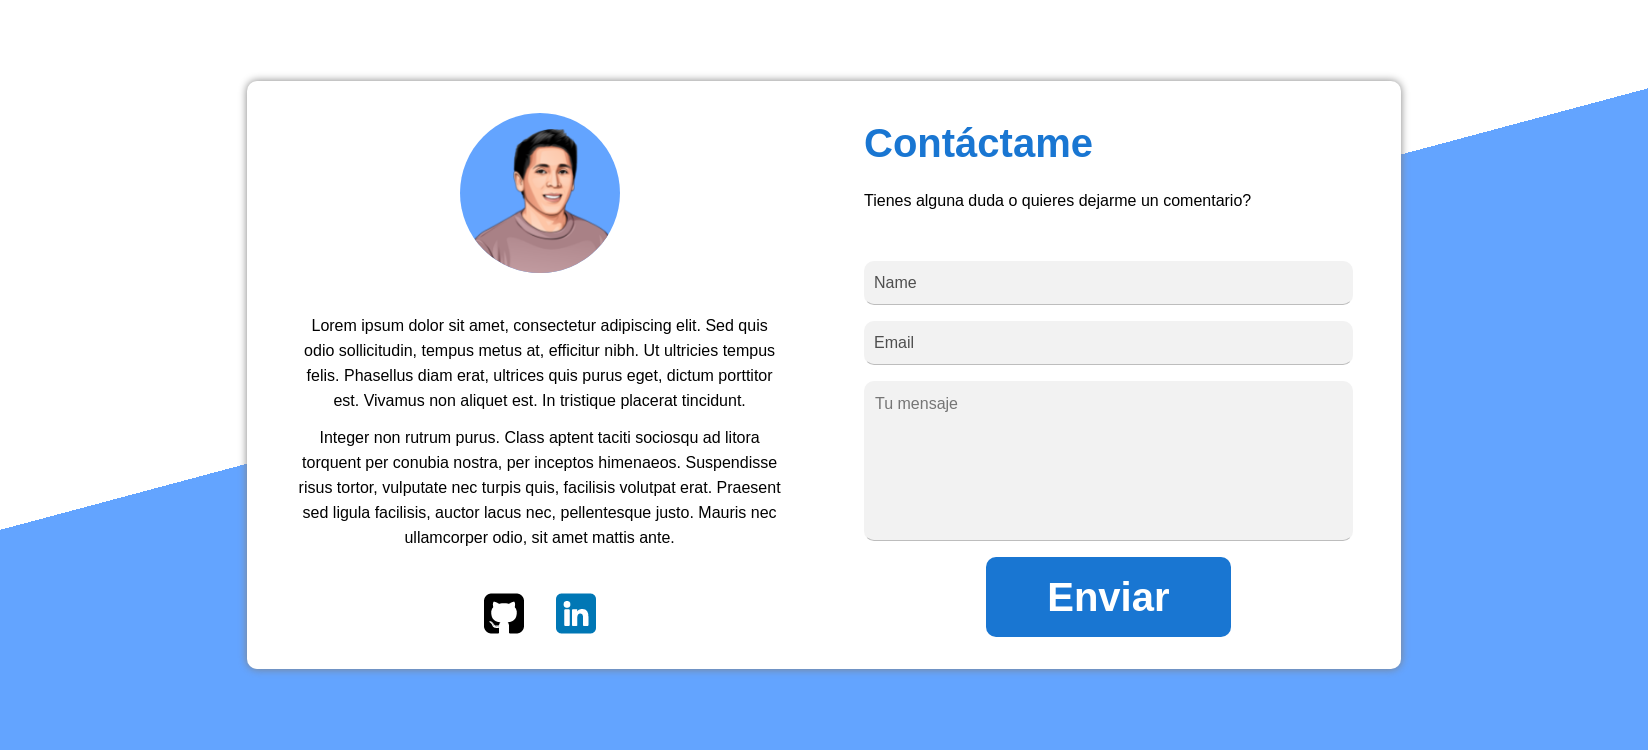 Lorem ipsum dolor sit amet, consectetur adipiscing elit. Sed quis
odio sollicitudin, tempus metus at, efficitur nibh. Ut ultricies tempus
felis. Phasellus diam erat, ultrices quis purus eget, dictum porttitor
est. Vivamus non aliquet est. In tristique placerat tincidunt.
Integer non rutrum purus. Class aptent taciti sociosqu ad litora
torquent per conubia nostra, per inceptos himenaeos. Suspendisse
risus tortor, vulputate nec turpis quis, facilisis volutpat erat. Praesent
sed ligula facilisis, auctor lacus nec, pellentesque justo. Mauris nec
ullamcorper odio, sit amet mattis ante.
in
Contáctame
Tienes alguna duda o quieres dejarme un comentario?
Name
Email
Tu mensaje
Enviar